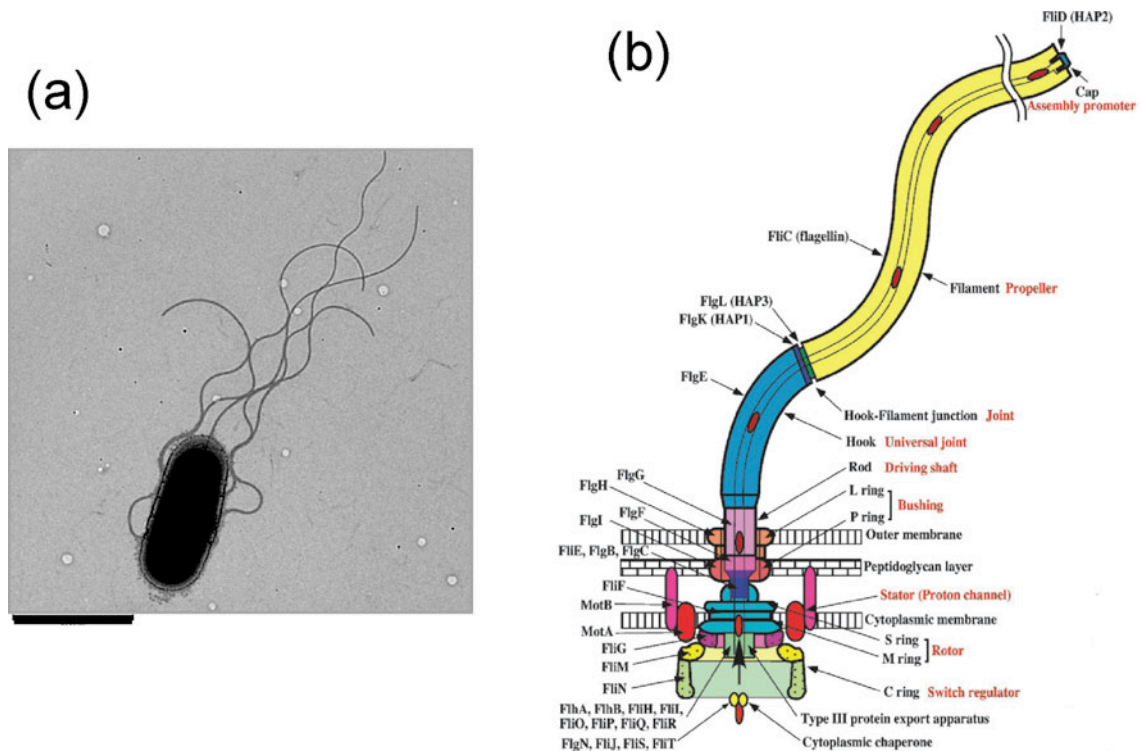 (a)
(b)
FliD (HAP2)
Cap
Assembly promoter
FliC (flagellin)
Filament Propeller
FlgL (HAP3)
FlgK (HAP1)
FlgE
Hook-Filament junction Joint
Hook Universal joint
Rod Driving shaft
FlgG
FlgH
L ring
Bushing
FlgF
P ring
FlgI
Outer membrane
FliE, FlgB, FlgC
Peptidoglycan layer
FliF
Stator (Proton channel)
MotB
Cytoplasmic membrane
MotA
S ring
Rotor
FliG
M ring
FliM
FliN
C ring Switch regulator
FlhA, FlhB, FliH, FliI,
FliO, FliP, FliQ, FliR
Type III protein export apparatus
FlgN, FliJ, FliS, FliT
Cytoplasmic chaperone